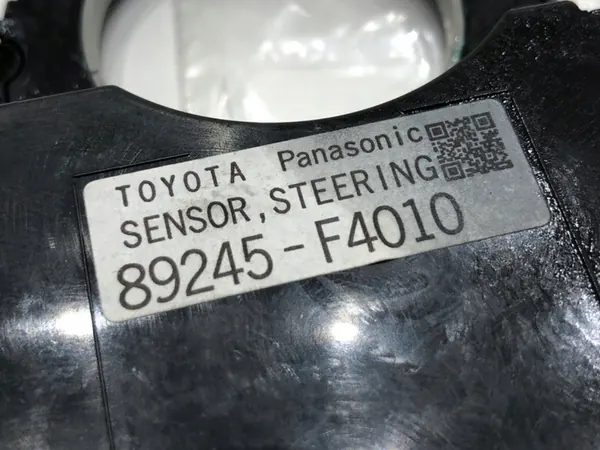 TOYOTA Panasonic
SENSOR,STEERING
89245-F4010